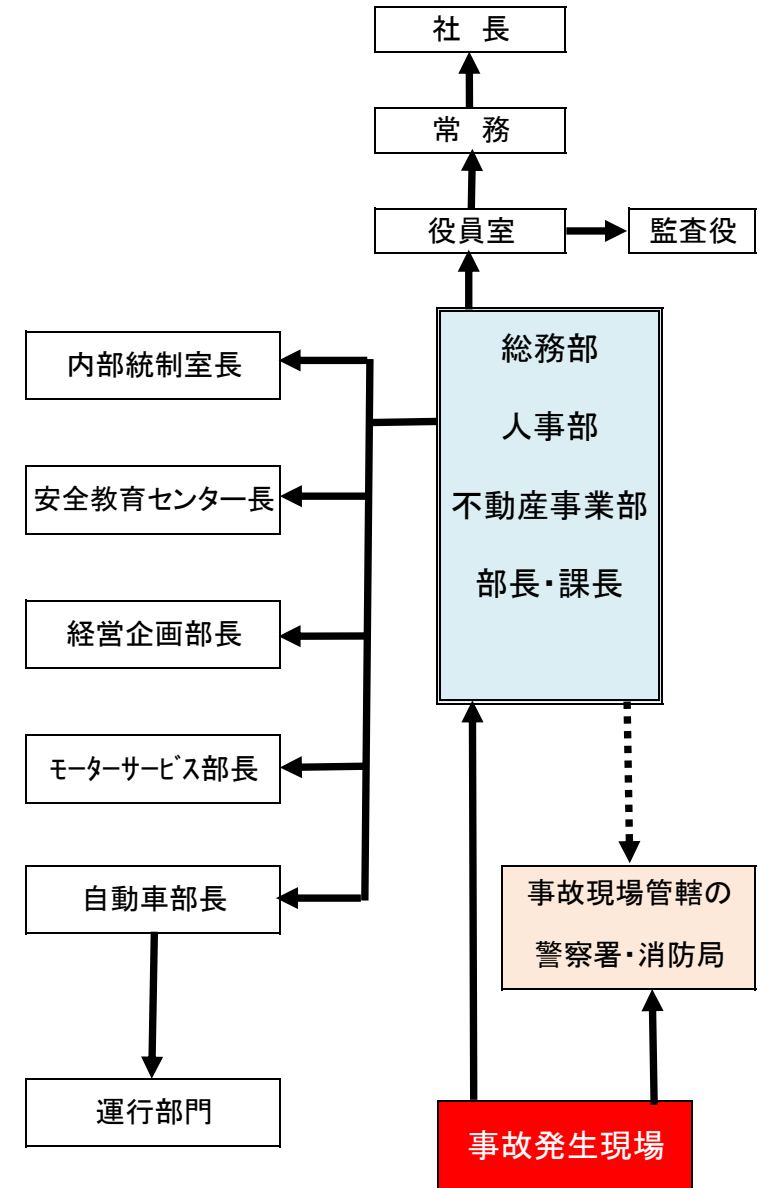 社　長
常　務
役員室
監査役
総務部
人事部
不動産事業部
部長・課長
内部統制室長
安全教育センター長
経営企画部長
ﾓｰﾀｰｻｰﾋﾞｽ部長
自動車部長
事故現場管轄の
警察署・消防局
運行部門
事故発生現場